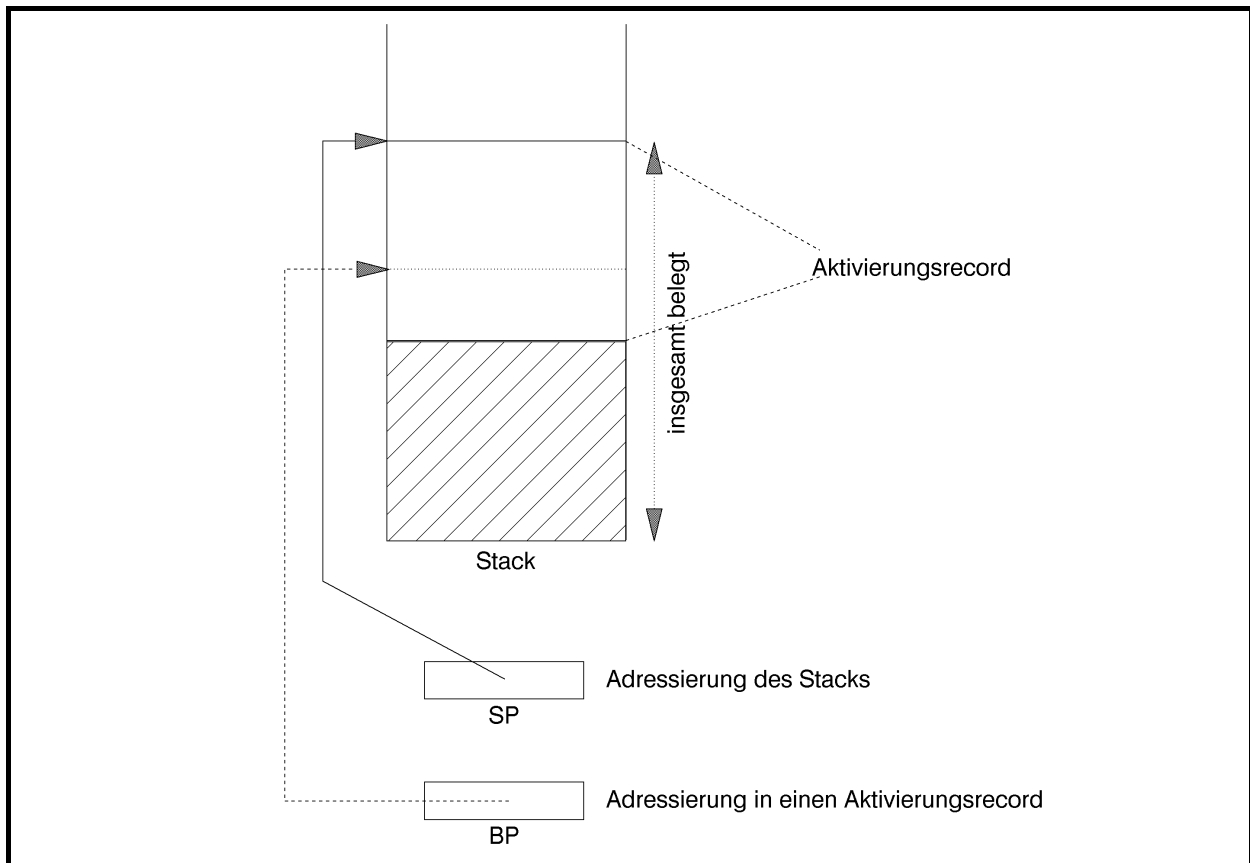 Aktivierungsrecord
insgesamt belegt
Stack
Adressierung des Stacks
SP
Adressierung in einen Aktivierungsrecord
BP